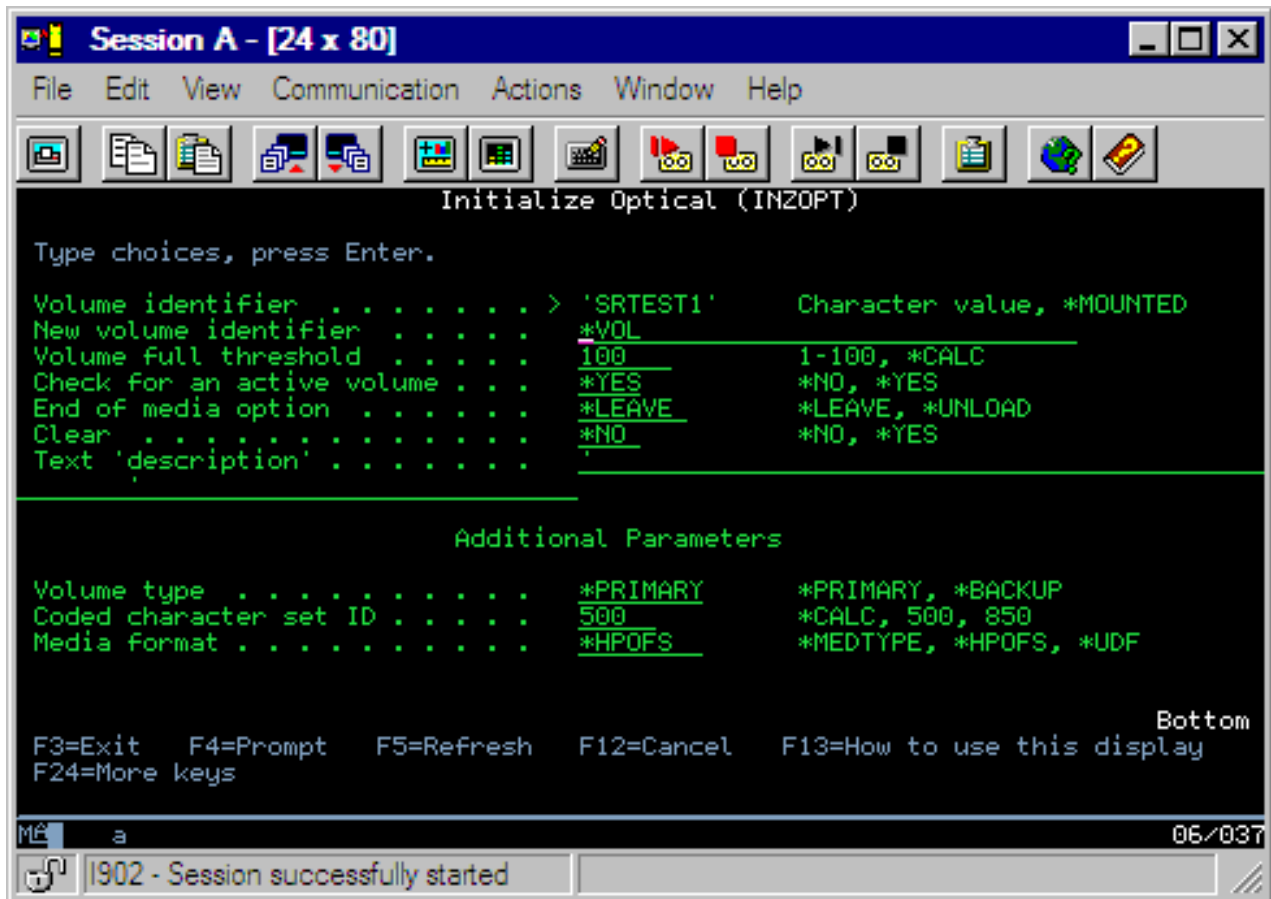 Session A - [24 x 80]
File Edit View Communication Actions Window Help
Initialize Optical (INZOPT)
Type choices, press Enter.
Volume identifier . . . . . . . > 'SRTEST1' Character value, *MOUNTED
New volume identifier . . . . . *VOL
Volume full threshold . . . . . 100 1-100, *CALC
Check for an active volume . . . *YES *NO, *YES
End of media option . . . . . . *LEAVE *LEAVE, *UNLOAD
Clear . . . . . . . . . . . . . *NO *NO, *YES
Text 'description' . . . . . . . '
'
Additional Parameters
Volume type . . . . . . . . . . *PRIMARY *PRIMARY, *BACKUP
Coded character set ID . . . . . 500 *CALC, 500, 850
Media format . . . . . . . . . . *HPOFS *MEDTYPE, *HPOFS, *UDF
Bottom
F3=Exit F4=Prompt F5=Refresh F12=Cancel F13=How to use this display
F24=More keys
MA a 06/037
I902 - Session successfully started